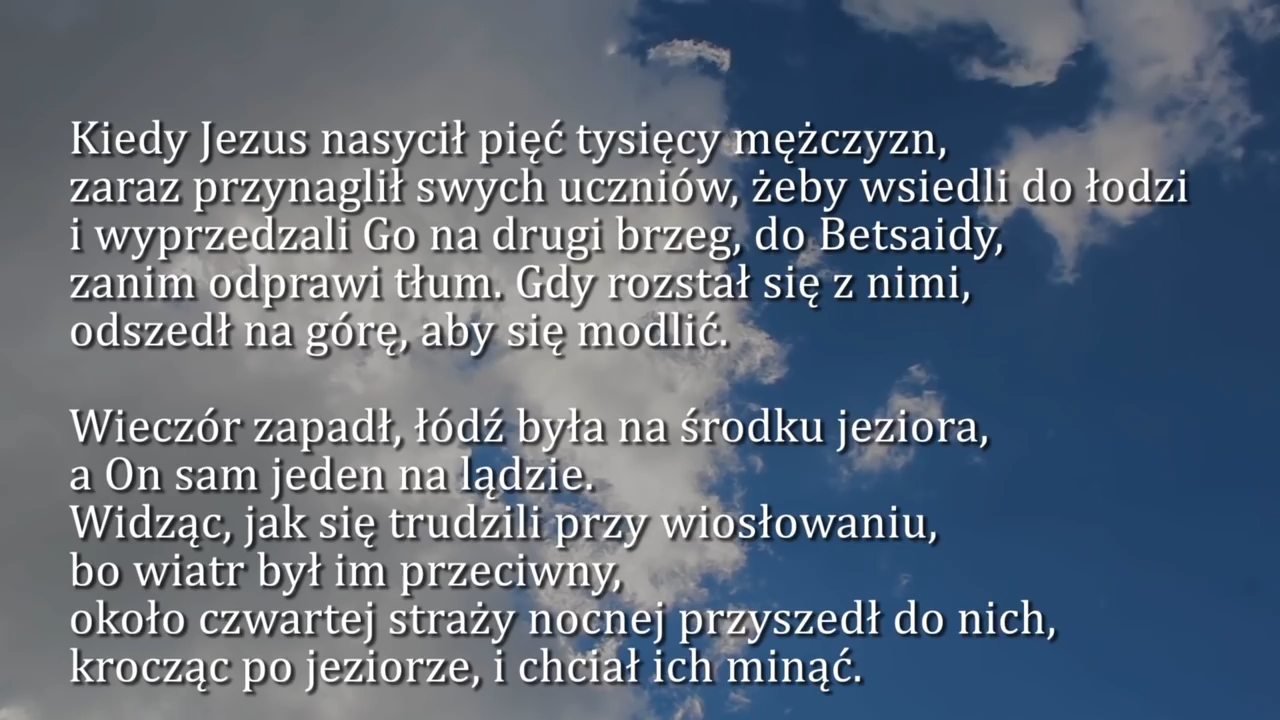 Kiedy Jezus nasycił pięć tysięcy mężczyzn,
zaraz przynaglił swych uczniów, żeby wsiedli do łodzi
i wyprzedzali Go na drugi brzeg, do Betsaidy,
zanim odprawi tłum. Gdy rozstał się z nimi,
odszedł na górę, aby się modlić.
Wieczór zapadł, łódź była na środku jeziora,
a On sam jeden na lądzie.
Widząc, jak się trudzili przy wiosłowaniu,
bo wiatr był im przeciwny,
około czwartej straży nocnej przyszedł do nich,
krocząc po jeziorze, i chciał ich minąć.